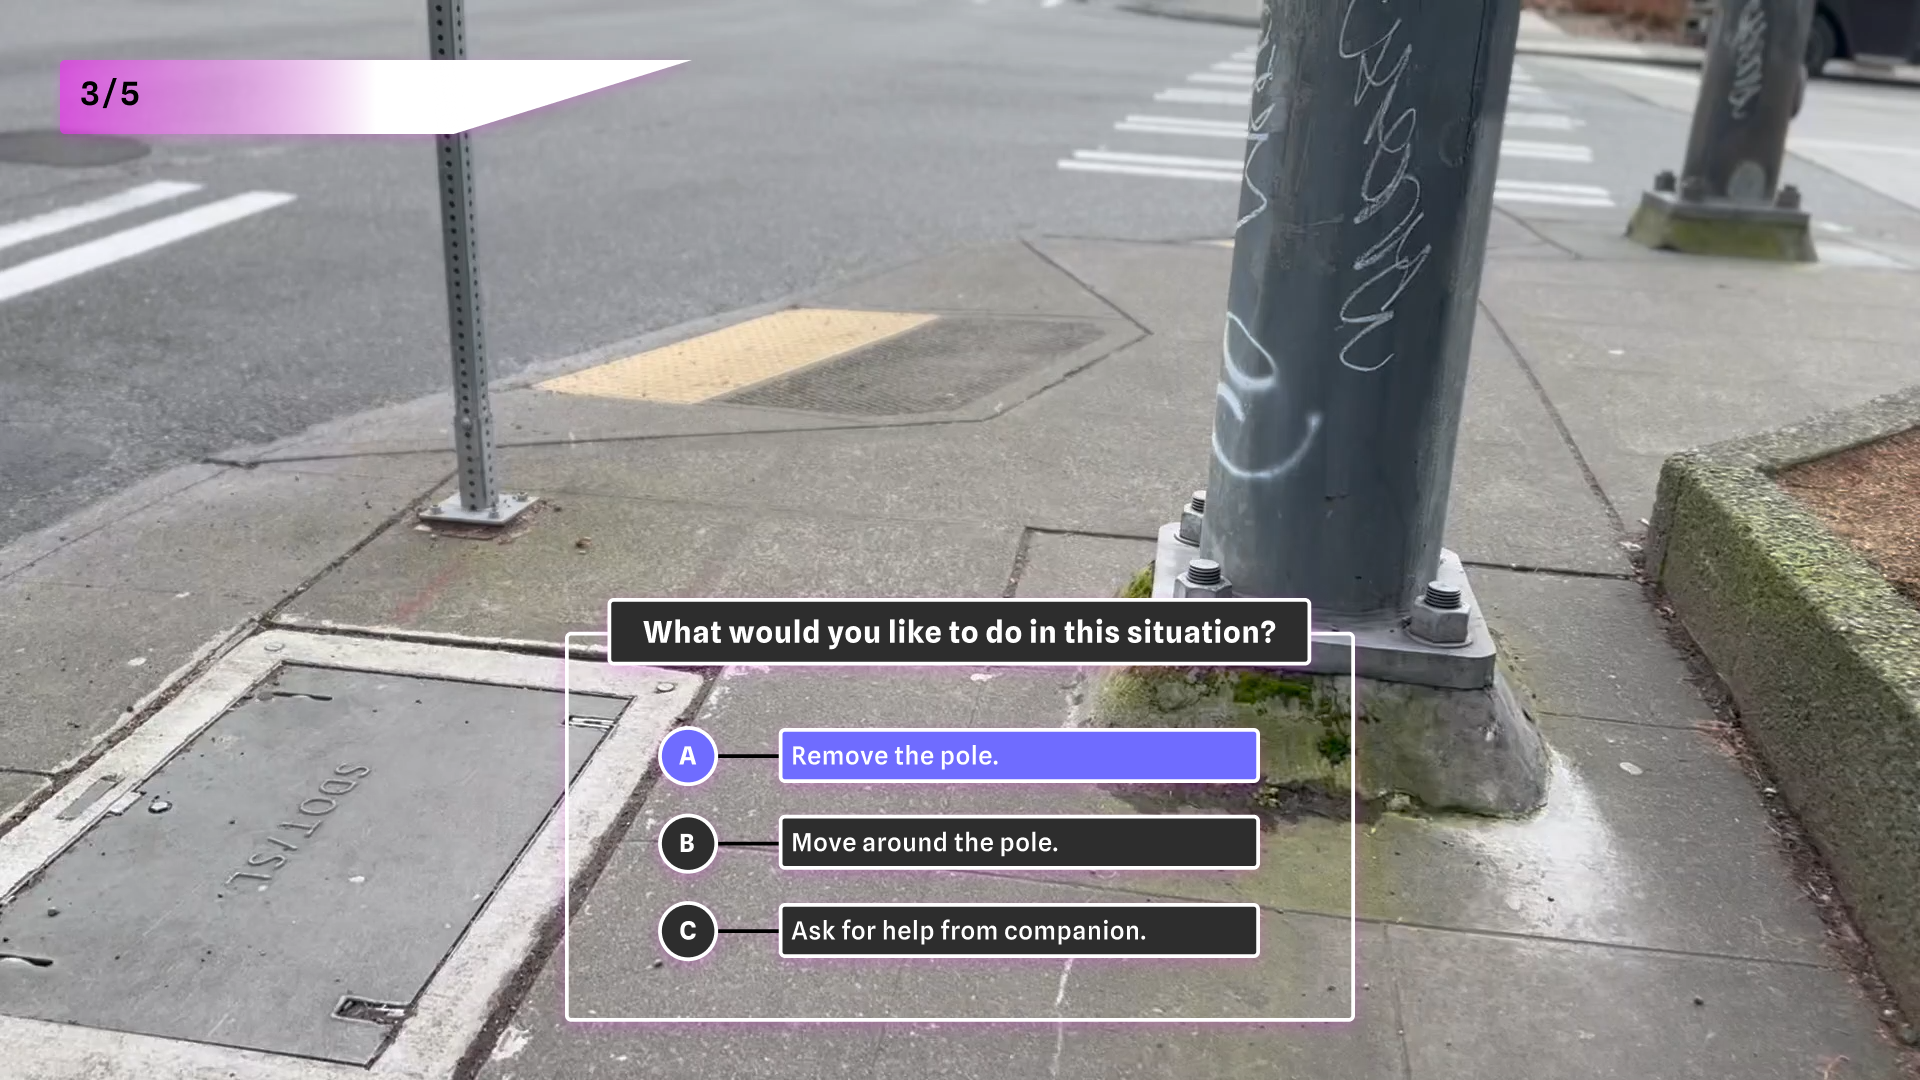 3/5
What would you like to do in this situation?
A Remove the pole.
B Move around the pole.
C Ask for help from companion.
SDOT/SL